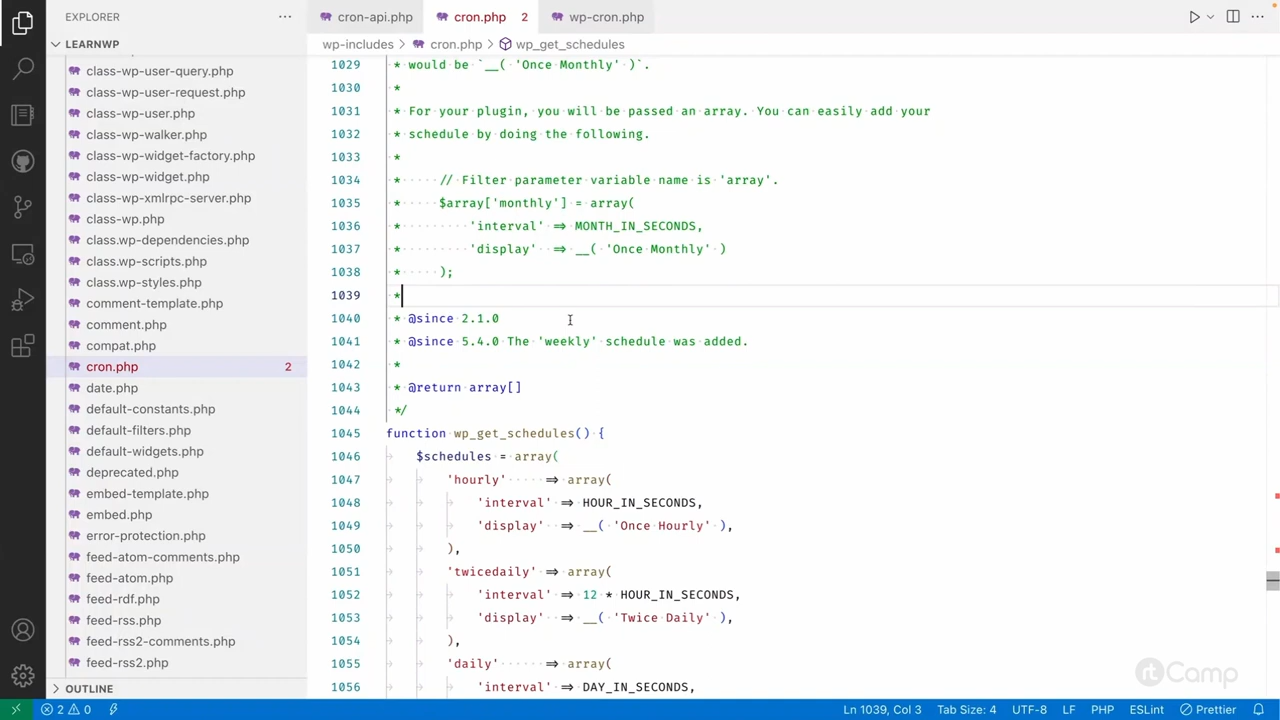 EXPLORER
LEARNWP
class-wp-user-query.php
class-wp-user-request.php
class-wp-user.php
class-wp-walker.php
class-wp-widget-factory.php
class-wp-widget.php
class-wp-xmlrpc-server.php
class-wp.php
class.wp-dependencies.php
class.wp-scripts.php
class.wp-styles.php
comment-template.php
comment.php
compat.php
cron.php 2
date.php
default-constants.php
default-filters.php
default-widgets.php
deprecated.php
embed-template.php
embed.php
error-protection.php
feed-atom-comments.php
feed-atom.php
feed-rdf.php
feed-rss.php
feed-rss2-comments.php
feed-rss2.php
OUTLINE
cron-api.php cron.php 2 wp-cron.php
wp-includes > cron.php > wp_get_schedules
1029 * would be `__( 'Once Monthly' )`.
1030 *
1031 * For your plugin, you will be passed an array. You can easily add your
1032 * schedule by doing the following.
1033 *
1034 * // Filter parameter variable name is 'array'.
1035 * $array['monthly'] = array(
1036 * 'interval' => MONTH_IN_SECONDS,
1037 * 'display' => __( 'Once Monthly' )
1038 * );
1039 *
1040 * @since 2.1.0
1041 * @since 5.4.0 The 'weekly' schedule was added.
1042 *
1043 * @return array[]
1044 */
1045 function wp_get_schedules() {
1046 $schedules = array(
1047 'hourly' => array(
1048 'interval' => HOUR_IN_SECONDS,
1049 'display' => __( 'Once Hourly' ),
1050 ),
1051 'twicedaily' => array(
1052 'interval' => 12 * HOUR_IN_SECONDS,
1053 'display' => __( 'Twice Daily' ),
1054 ),
1055 'daily' => array(
1056 'interval' => DAY_IN_SECONDS,
rtCamp
2 0 Ln 1039, Col 3 Tab Size: 4 UTF-8 LF PHP ESLint Prettier